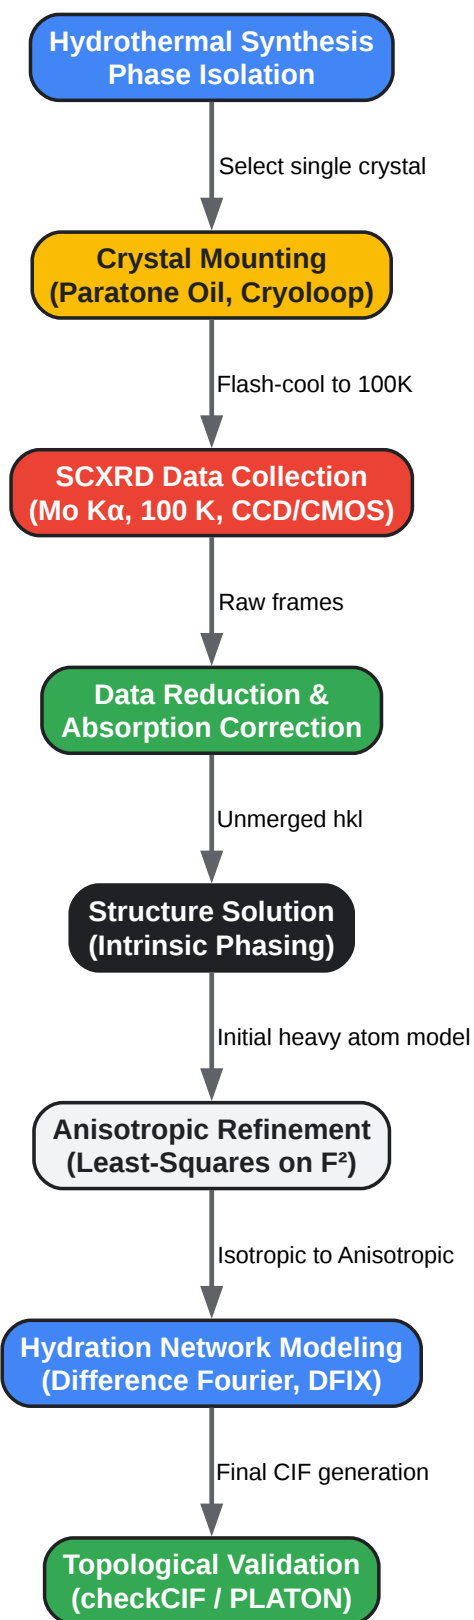 Hydrothermal Synthesis
Phase Isolation
Select single crystal
Crystal Mounting
(Paratone Oil, Cryoloop)
Flash-cool to 100K
SCXRD Data Collection
(Mo Kα, 100 K, CCD/CMOS)
Raw frames
Data Reduction &
Absorption Correction
Unmerged hkl
Structure Solution
(Intrinsic Phasing)
Initial heavy atom model
Anisotropic Refinement
(Least-Squares on F²)
Isotropic to Anisotropic
Hydration Network Modeling
(Difference Fourier, DFIX)
Final CIF generation
Topological Validation
(checkCIF / PLATON)